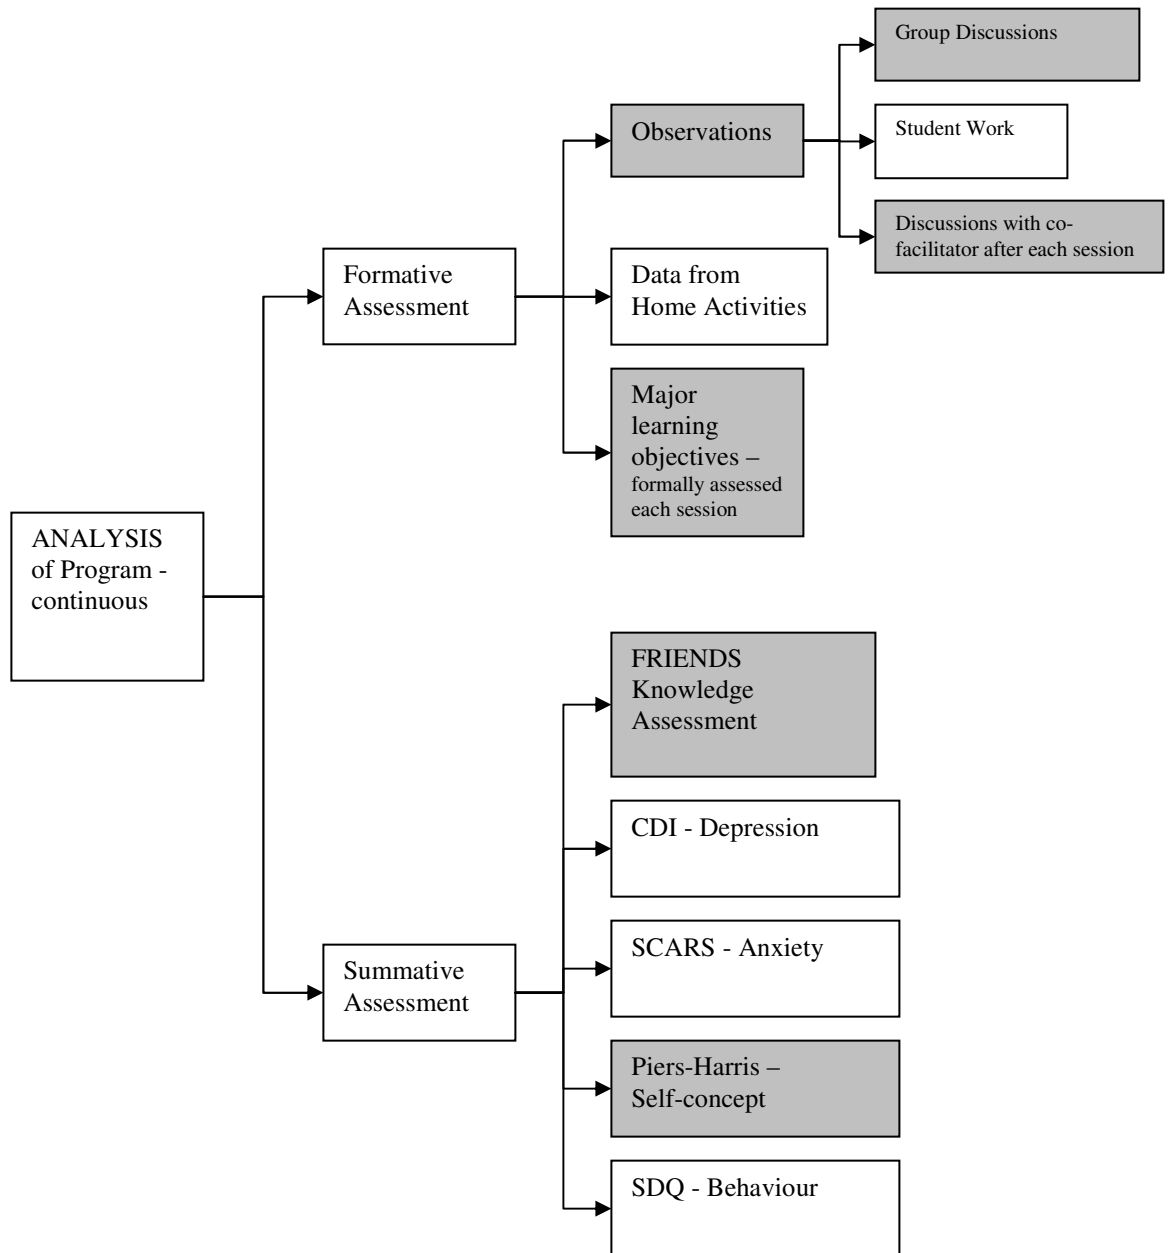 Group Discussions
Observations
Student Work
Discussions with co-
facilitator after each session
Formative
Assessment
Data from
Home Activities
Major
learning
objectives –
formally assessed
each session
ANALYSIS
of Program -
continuous
FRIENDS
Knowledge
Assessment
CDI - Depression
SCARS - Anxiety
Summative
Assessment
Piers-Harris –
Self-concept
SDQ - Behaviour